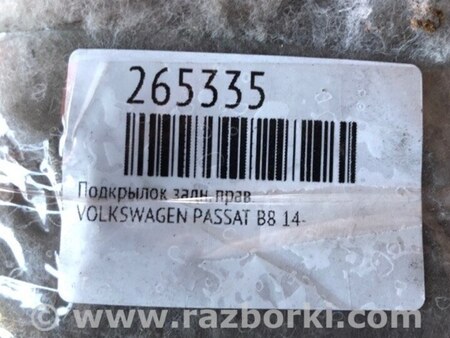 265335
Подкрылок задн.прав.
VOLKSWAGEN PASSAT B8 14-
© www.razborki.com